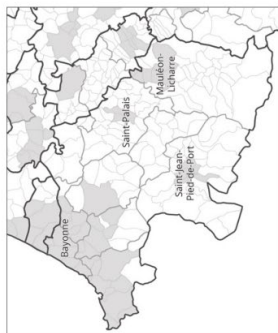 Bayonne
Saint-Palais
Mauléon-
Licharre
Saint-Jean-
Pied-de-Port